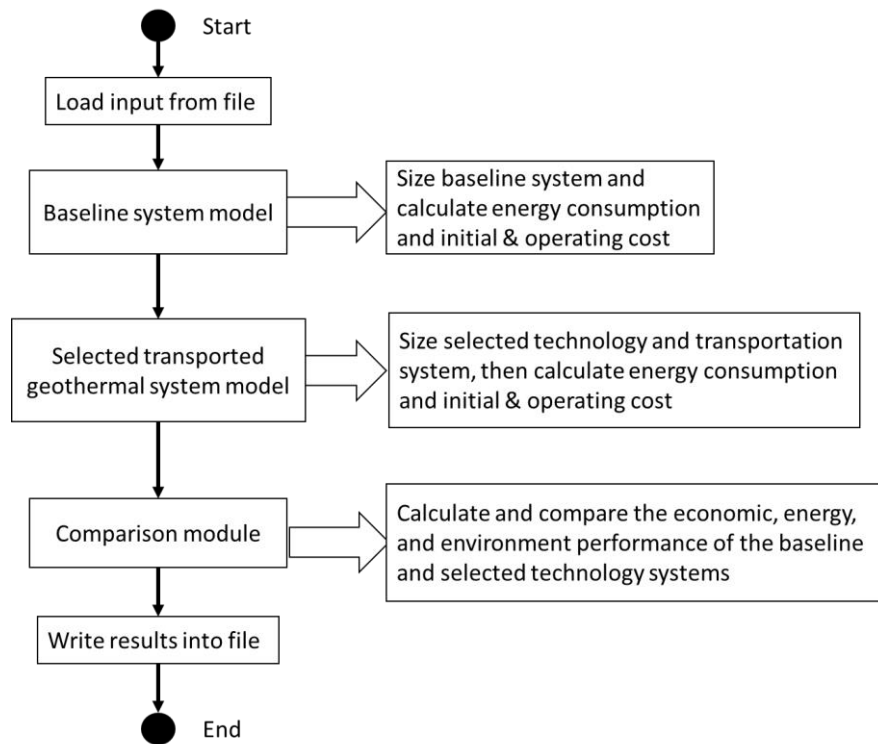 Start
Load input from file
Baseline system model
Size baseline system and
calculate energy consumption
and initial & operating cost
Selected transported
geothermal system model
Size selected technology and transportation
system, then calculate energy consumption
and initial & operating cost
Comparison module
Calculate and compare the economic, energy,
and environment performance of the baseline
and selected technology systems
Write results into file
End